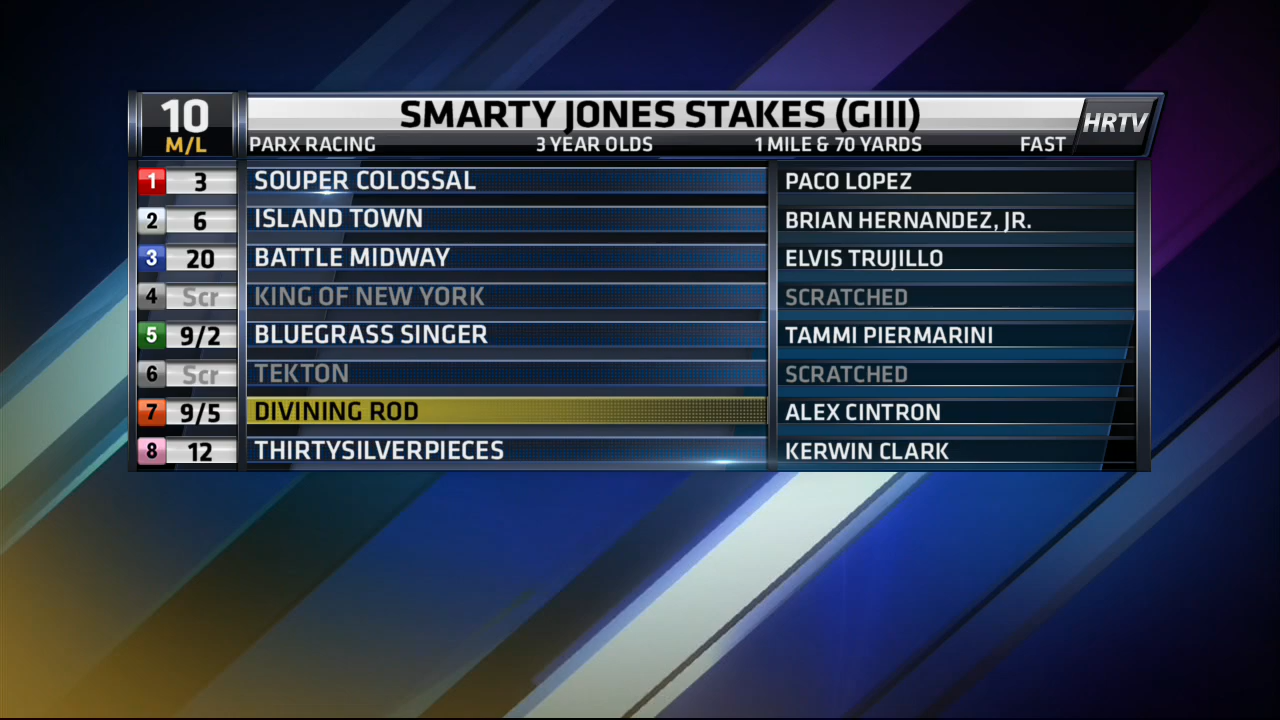 10 SMARTY JONES STAKES (GIII) HRTV
M/L PARX RACING 3 YEAR OLDS 1 MILE & 70 YARDS FAST
1 3 SOUPER COLOSSAL PACO LOPEZ
2 6 ISLAND TOWN BRIAN HERNANDEZ, JR.
3 20 BATTLE MIDWAY ELVIS TRUJILLO
4 Scr KING OF NEW YORK SCRATCHED
5 9/2 BLUEGRASS SINGER TAMMI PIERMARINI
6 Scr TEKTON SCRATCHED
7 9/5 DIVINING ROD ALEX CINTRON
8 12 THIRTYSILVERPIECES KERWIN CLARK